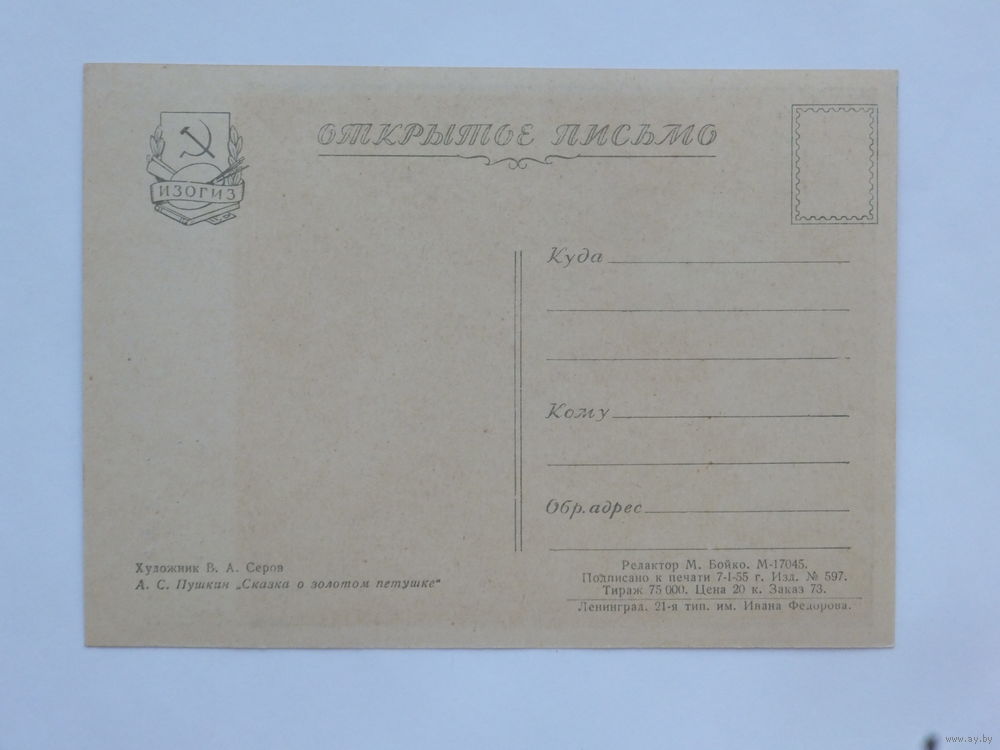 ОТКРЫТОЕ ПИСЬМО
ИЗОГИЗ
Куда
Кому
Обр. адрес
Художник В. А. Серов
А. С. Пушкин „Сказка о золотом петушке“
Редактор М. Бойко. М-17045.
Подписано к печати 7-I-55 г. Изд. № 597.
Тираж 75 000. Цена 20 к. Заказ 73.
Ленинград. 21-я тип. им. Ивана Федорова.
www.ay.by